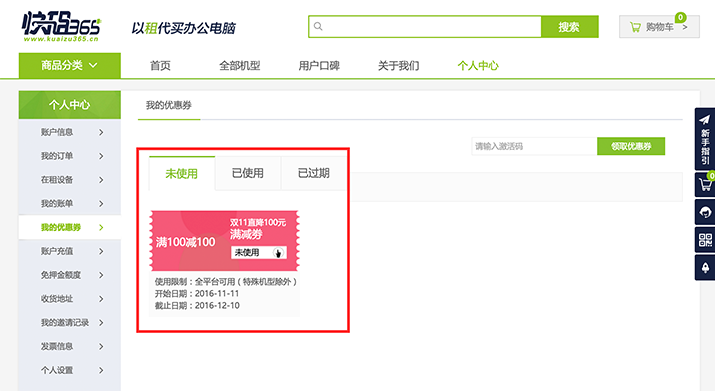 快租365
www.kuaizu365.cn
以租代买办公电脑
搜索
购物车 >
0
商品分类
首页
全部机型
用户口碑
关于我们
个人中心
个人中心
账户信息
我的订单
在租设备
我的账单
我的优惠券
账户充值
免押金额度
收货地址
我的邀请记录
发票信息
个人设置
我的优惠券
请输入激活码
领取优惠券
未使用
已使用
已过期
满100减100
双11直降100元
满减券
未使用
使用限制：全平台可用（特殊机型除外）
开始日期：2016-11-11
截止日期：2016-12-10
新手指引
0